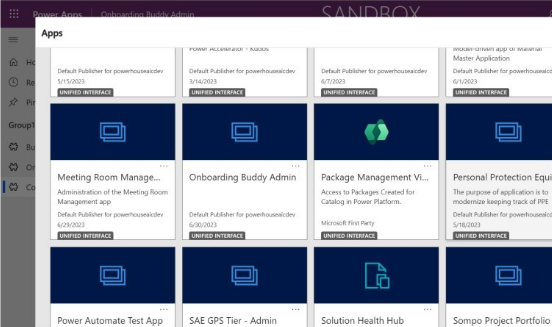 Power Apps
Onboarding Buddy Admin
SANDBOX
Apps
Power Accelerator - Kudos
Model-driven app of Material
Master Application
Default Publisher for powerhouseaicdev
5/15/2023
UNIFIED INTERFACE
Default Publisher for powerhouseaicdev
3/14/2023
UNIFIED INTERFACE
Default Publisher for powerhouseaicdev
6/7/2023
UNIFIED INTERFACE
Default Publisher for powerhouseaicd
6/1/2023
UNIFIED INTERFACE
Ho
Re
Pin
Group1
Bu
On
Co
Meeting Room Manage...
Administration of the Meeting Room
Management app
Default Publisher for powerhouseaicdev
6/29/2023
UNIFIED INTERFACE
Onboarding Buddy Admin
Default Publisher for powerhouseaicdev
6/30/2023
UNIFIED INTERFACE
Package Management Vi...
Access to Packages Created for
Catalog in Power Platform.
Microsoft First Party
UNIFIED INTERFACE
Personal Protection Equi
The purpose of application is to
modernize keeping track of PPE
Default Publisher for powerhouseaicd
5/18/2023
UNIFIED INTERFACE
Power Automate Test App
SAE GPS Tier - Admin
Solution Health Hub
Sompo Project Portfolio